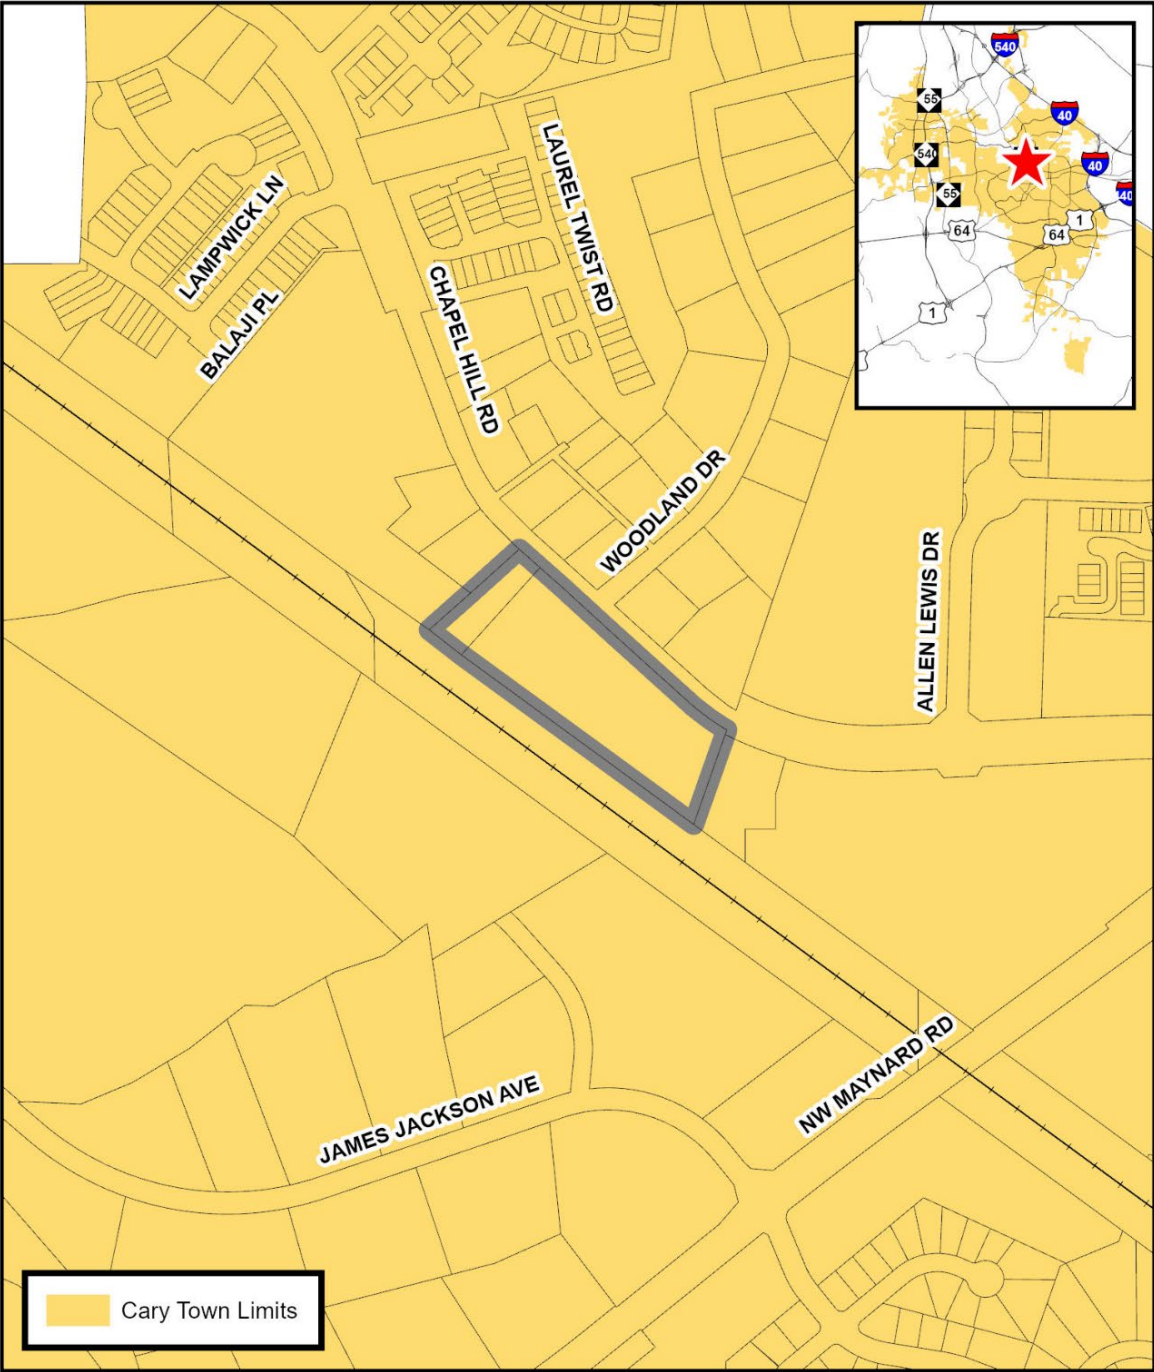 540
55
40
540
40
55
40
1
64
64
1
LAUREL TWIST RD
LAMPWICK LN
CHAPEL HILL RD
BALAJI PL
WOODLAND DR
ALLEN LEWIS DR
NW MAYNARD RD
JAMES JACKSON AVE
Cary Town Limits